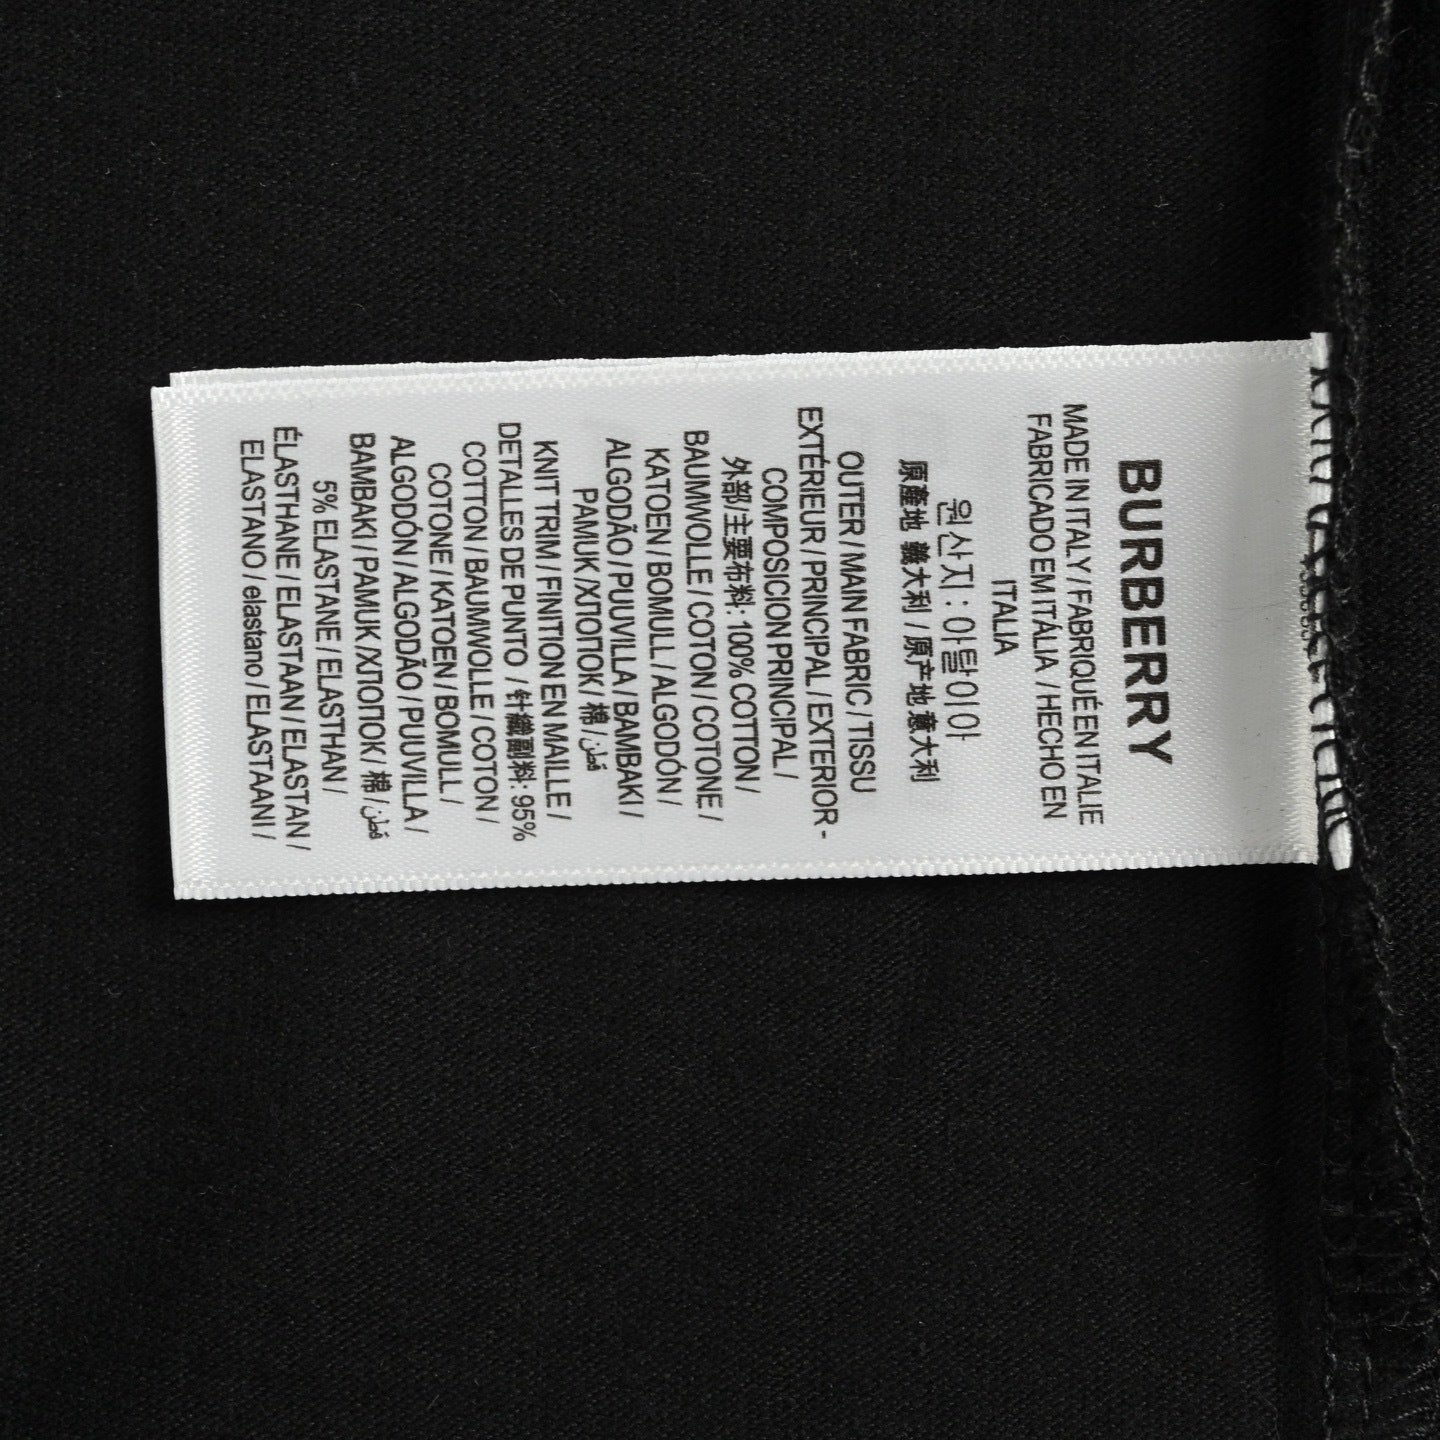 BURBERRY
MADE IN ITALY / FABRIQUÉ EN ITALIE
FABRICADO EM ITÁLIA / HECHO EN
ITALIA
원산지 : 이탈이아
原產地 義大利 / 原产地 意大利
OUTER / MAIN FABRIC / TISSU
EXTÉRIEUR / PRINCIPAL / EXTERIOR-
COMPOSICION PRINCIPAL /
外部/主要布料: 100% COTTON /
BAUMWOLLE / COTON / COTONE /
KATOEN / BOMULL / ALGODÓN /
ALGODÃO / PUUVILLA / BAMBAKI /
PAMUK /ХΠΟΠΟΚ/ 棉 / قطن
KNIT TRIM / FINITION EN MAILLE /
DETALLES DE PUNTO / 針織副料: 95%
COTTON / BAUMWOLLE / COTON /
COTONE / KATOEN / BOMULL /
ALGODÓN / ALGODÃO / PUUVILLA /
BAMBAKI / PAMUK /ХΠΟΠΟΚ/ 棉 / قطن
5% ELASTANE / ELASTHAN /
ÉLASTHANE / ELASTAAN / ELASTAN /
ELASTANO / elastano / ELASTAANI /